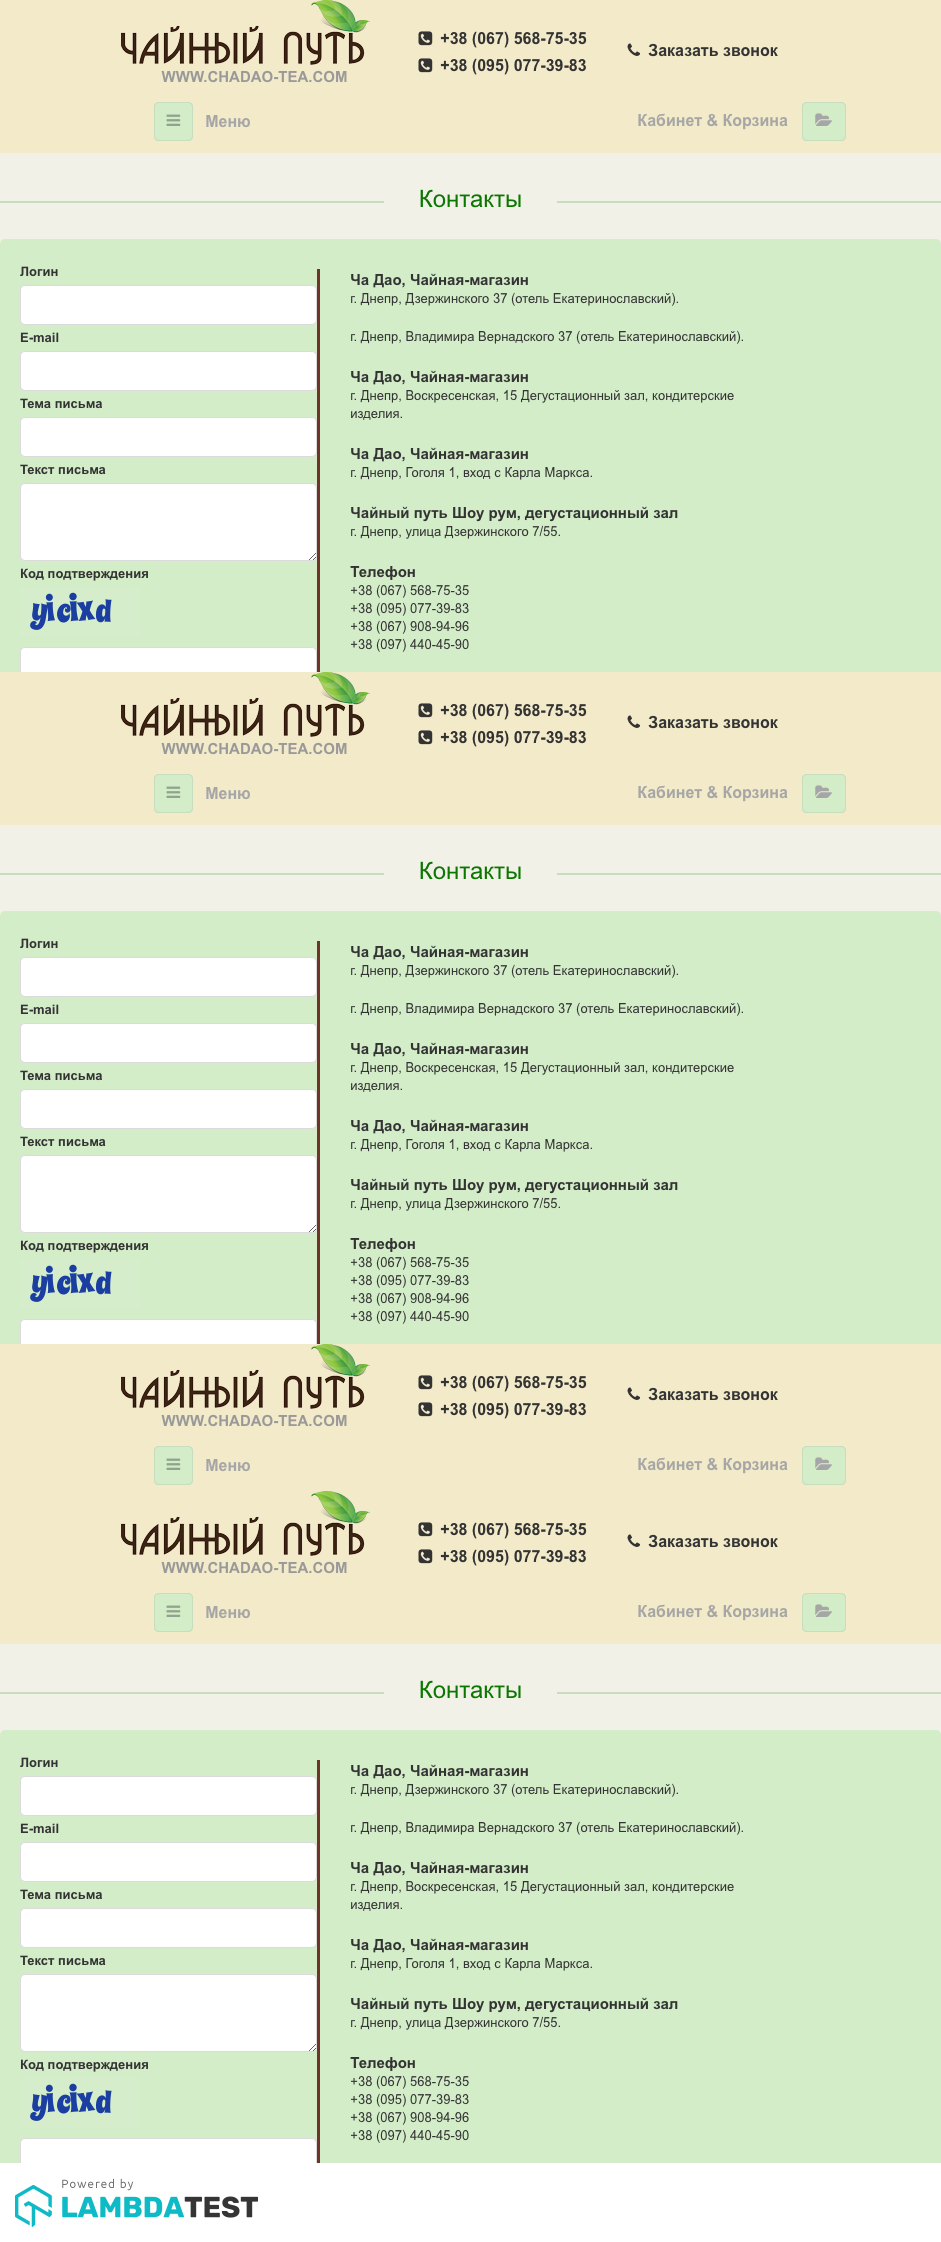 ЧАЙНЫЙ ПУТЬ
WWW.CHADAO-TEA.COM
+38 (067) 568-75-35
+38 (095) 077-39-83
Заказать звонок
Меню
Кабинет & Корзина
Контакты
Логин
E-mail
Тема письма
Текст письма
Код подтверждения
yicixd
Ча Дао, Чайная-магазин
г. Днепр, Дзержинского 37 (отель Екатеринославский).
г. Днепр, Владимира Вернадского 37 (отель Екатеринославский).
Ча Дао, Чайная-магазин
г. Днепр, Воскресенская, 15 Дегустационный зал, кондитерские
изделия.
Ча Дао, Чайная-магазин
г. Днепр, Гоголя 1, вход с Карла Маркса.
Чайный путь Шоу рум, дегустационный зал
г. Днепр, улица Дзержинского 7/55.
Телефон
+38 (067) 568-75-35
+38 (095) 077-39-83
+38 (067) 908-94-96
+38 (097) 440-45-90
ЧАЙНЫЙ ПУТЬ
WWW.CHADAO-TEA.COM
+38 (067) 568-75-35
+38 (095) 077-39-83
Заказать звонок
Меню
Кабинет & Корзина
Контакты
Логин
E-mail
Тема письма
Текст письма
Код подтверждения
yicixd
Ча Дао, Чайная-магазин
г. Днепр, Дзержинского 37 (отель Екатеринославский).
г. Днепр, Владимира Вернадского 37 (отель Екатеринославский).
Ча Дао, Чайная-магазин
г. Днепр, Воскресенская, 15 Дегустационный зал, кондитерские
изделия.
Ча Дао, Чайная-магазин
г. Днепр, Гоголя 1, вход с Карла Маркса.
Чайный путь Шоу рум, дегустационный зал
г. Днепр, улица Дзержинского 7/55.
Телефон
+38 (067) 568-75-35
+38 (095) 077-39-83
+38 (067) 908-94-96
+38 (097) 440-45-90
ЧАЙНЫЙ ПУТЬ
WWW.CHADAO-TEA.COM
+38 (067) 568-75-35
+38 (095) 077-39-83
Заказать звонок
Меню
Кабинет & Корзина
ЧАЙНЫЙ ПУТЬ
WWW.CHADAO-TEA.COM
+38 (067) 568-75-35
+38 (095) 077-39-83
Заказать звонок
Меню
Кабинет & Корзина
Контакты
Логин
E-mail
Тема письма
Текст письма
Код подтверждения
yicixd
Ча Дао, Чайная-магазин
г. Днепр, Дзержинского 37 (отель Екатеринославский).
г. Днепр, Владимира Вернадского 37 (отель Екатеринославский).
Ча Дао, Чайная-магазин
г. Днепр, Воскресенская, 15 Дегустационный зал, кондитерские
изделия.
Ча Дао, Чайная-магазин
г. Днепр, Гоголя 1, вход с Карла Маркса.
Чайный путь Шоу рум, дегустационный зал
г. Днепр, улица Дзержинского 7/55.
Телефон
+38 (067) 568-75-35
+38 (095) 077-39-83
+38 (067) 908-94-96
+38 (097) 440-45-90
Powered by
LAMBDATEST